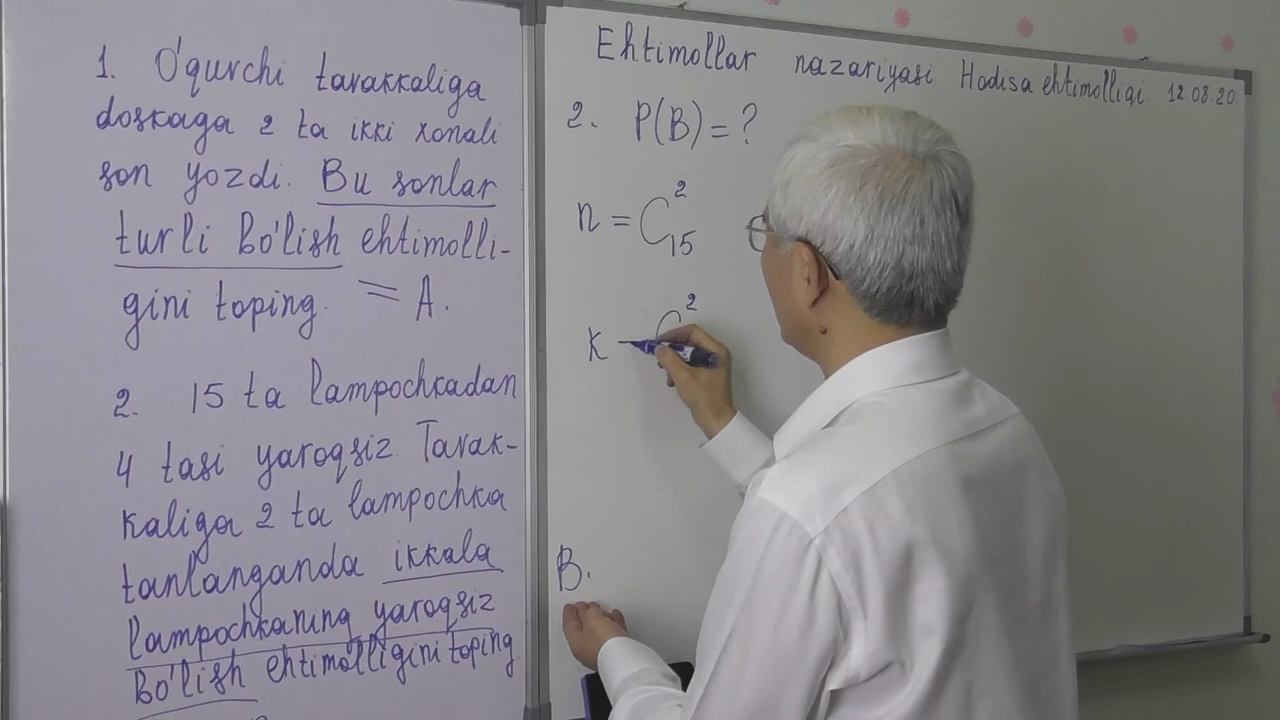 1. O'quvchi tavakkaliga
doskaga 2 ta ikki xonali
son yozdi. Bu sonlar
turli Bo'lish ehtimolli-
gini toping. = A.
2. 15 ta lampochkadan
4 tasi yaroqsiz. Tavak-
kaliga 2 ta lampochka
tanlanganda ikkala
lampochkaning yaroqsiz
Bo'lish ehtimolligini toping
Ehtimollar nazariyasi Hodisa ehtimolligi 12.08.20
2. P(B) = ?
n = C 2 15
K = C 2
B.